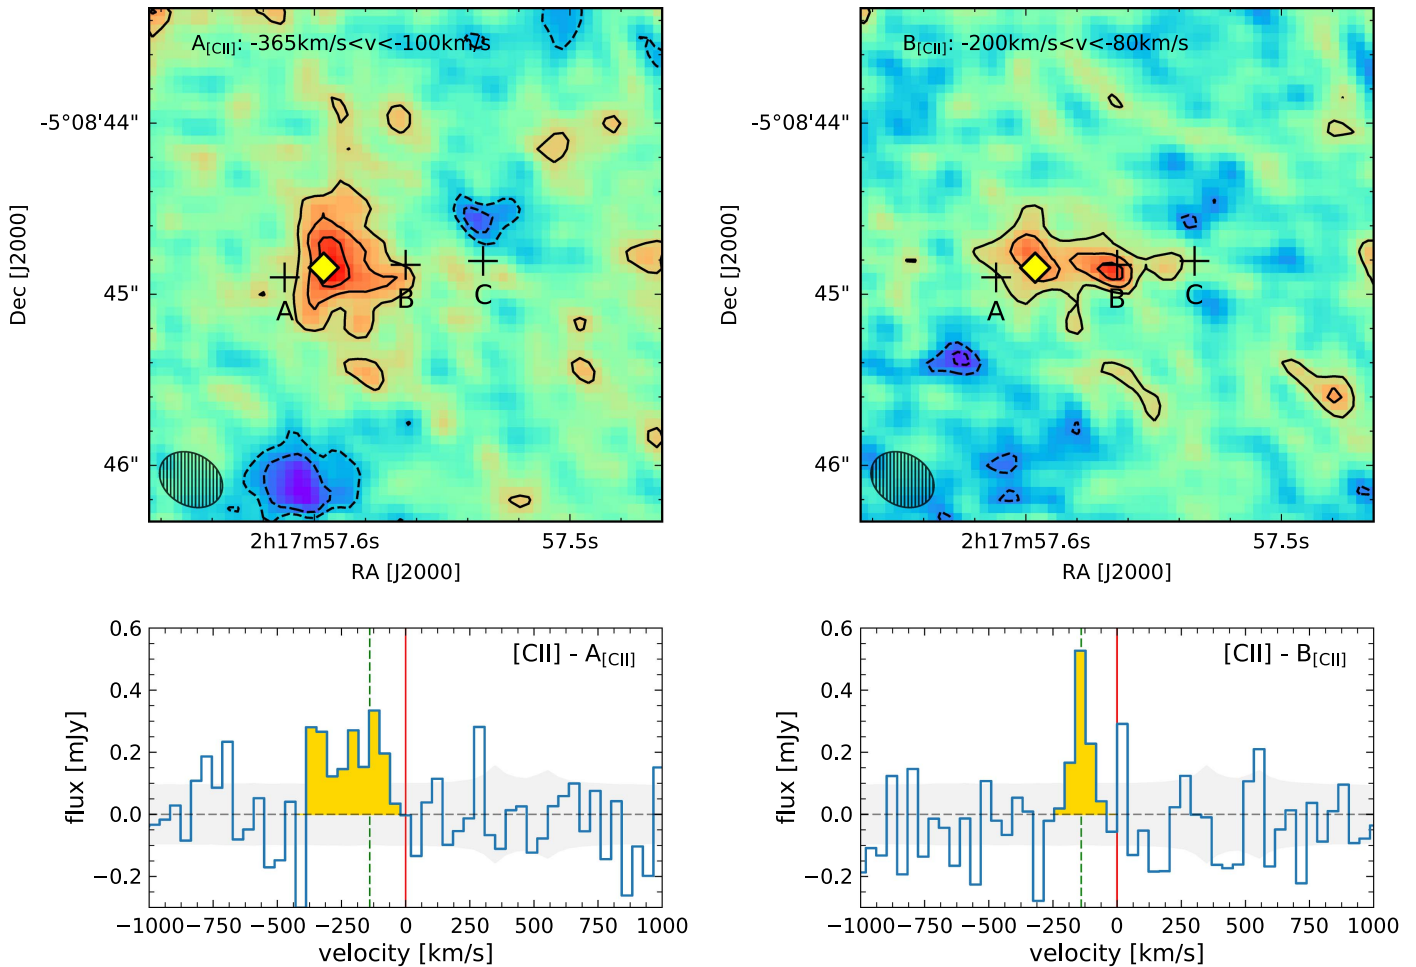 A[CII]: -365km/s<v<-100km/s
-5°08'44"
45"
46"
Dec [J2000]
A
B
C
2h17m57.6s
57.5s
RA [J2000]
B[CII]: -200km/s<v<-80km/s
-5°08'44"
45"
46"
Dec [J2000]
A
B
C
2h17m57.6s
57.5s
RA [J2000]
[CII] - A[CII]
0.6
0.4
0.2
0.0
−0.2
flux [mJy]
−1000 −750 −500 −250 0 250 500 750 1000
velocity [km/s]
[CII] - B[CII]
0.6
0.4
0.2
0.0
−0.2
flux [mJy]
−1000 −750 −500 −250 0 250 500 750 1000
velocity [km/s]